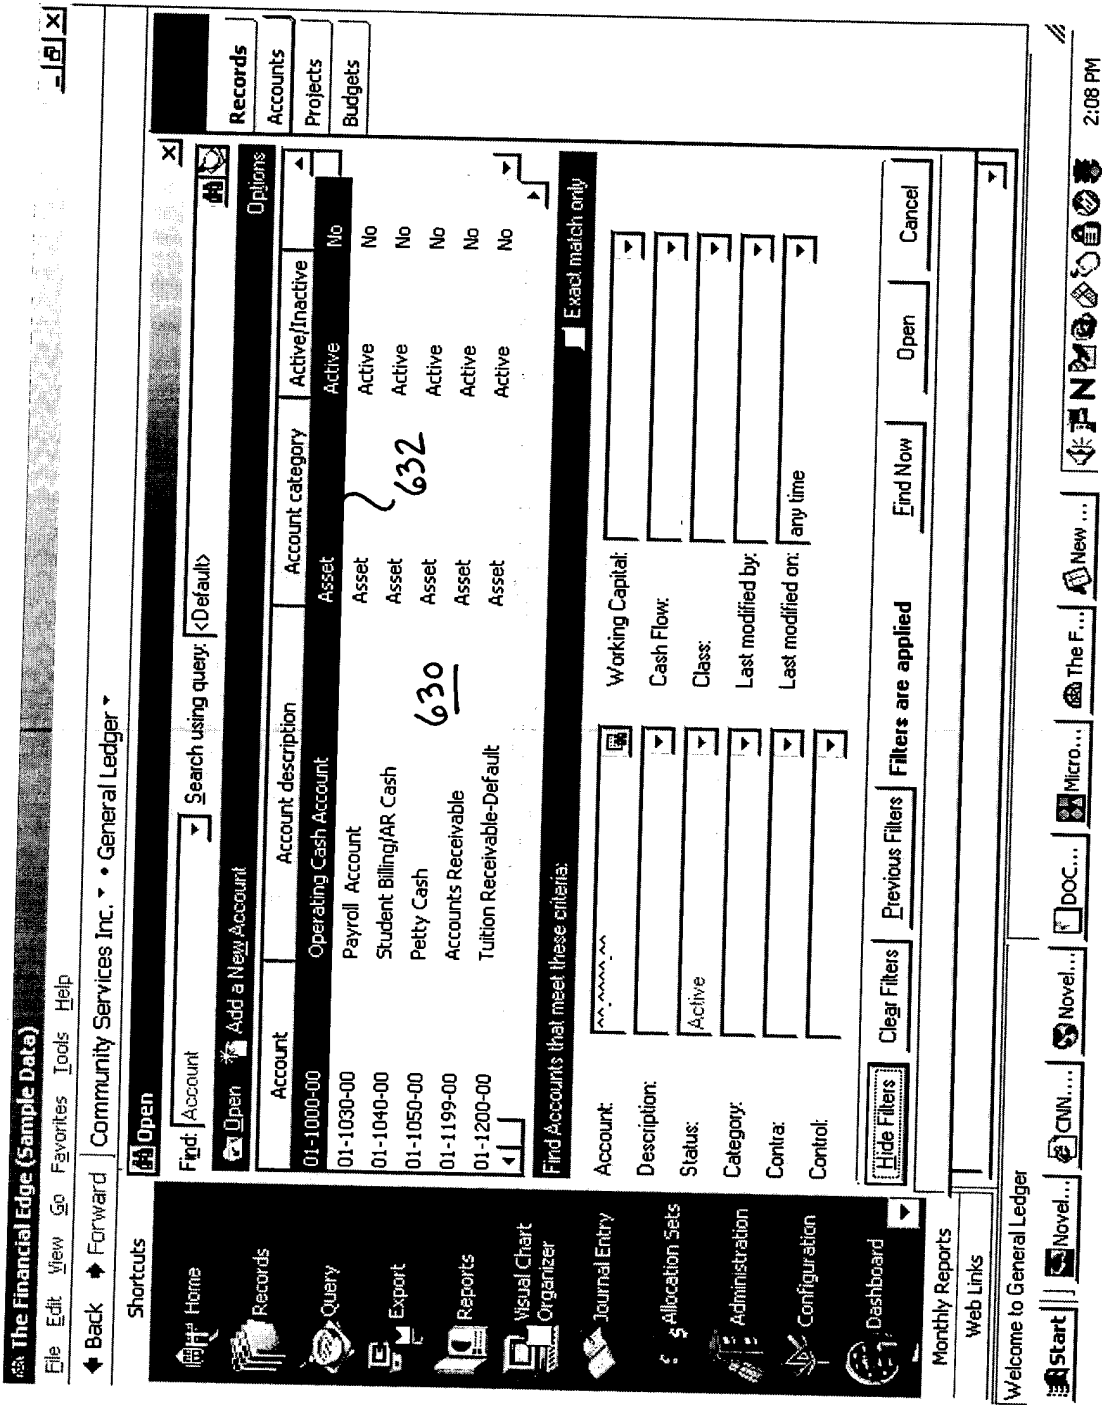 The Financial Edge (Sample Data)
File Edit View Go Favorites Tools Help
Back Forward Community Services Inc. • General Ledger
Shortcuts
Home
Records
Query
Export
Reports
Visual Chart
Organizer
Journal Entry
Allocation Sets
Administration
Configuration
Dashboard
Monthly Reports
Web Links
Open
Find: Account Search using query: <Default>
Open Add a New Account Options
Account Account description Account category Active/Inactive
01-1000-00 Operating Cash Account Asset Active No
01-1030-00 Payroll Account Asset Active No
01-1040-00 Student Billing/AR Cash Asset Active No
01-1050-00 Petty Cash Asset Active No
01-1199-00 Accounts Receivable Asset Active No
01-1200-00 Tuition Receivable-Default Asset Active No
632
630
Find Accounts that meet these criteria: Exact match only
Account: ^^-^^^^-^^ Working Capital:
Description: Cash Flow:
Status: Active Class:
Category: Last modified by:
Contra: Last modified on: any time
Control:
Hide Filters Clear Filters Previous Filters Filters are applied Find Now Open Cancel
Records
Accounts
Projects
Budgets
Welcome to General Ledger
Start Novel... CNN.... Novel... DOC... Micro... The F... New ... N 2:08 PM